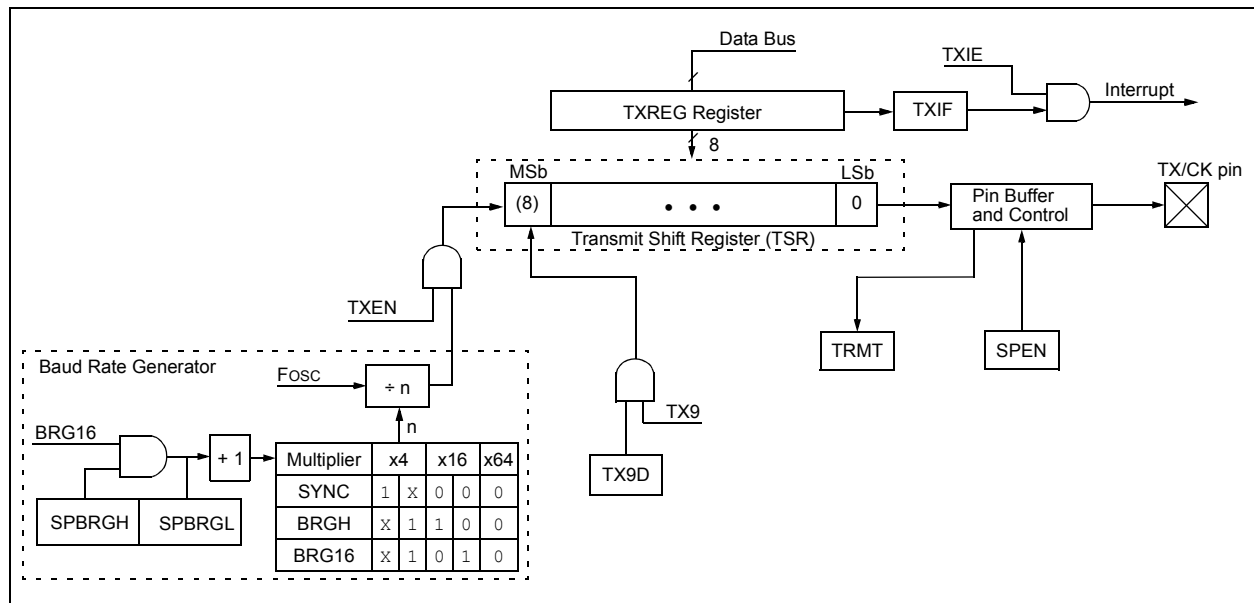 Data Bus
TXIE
Interrupt
TXREG Register
TXIF
8
MSb
LSb
TX/CK pin
(8)
• • •
0
Pin Buffer
and Control
Transmit Shift Register (TSR)
TXEN
TRMT
SPEN
Baud Rate Generator
FOSC
÷ n
TX9
n
BRG16
+ 1
Multiplier x4 x16 x64
SYNC 1 X 0 0 0
BRGH X 1 1 0 0
BRG16 X 1 0 1 0
TX9D
SPBRGH SPBRGL